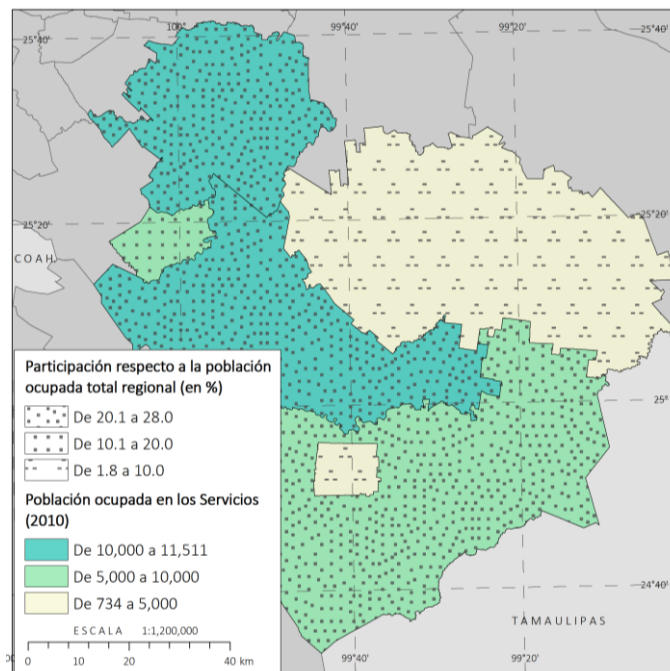 25°40'
100°
99°40'
99°20'
25°40'
25°20'
25°20'
COAH
Participación respecto a la población
ocupada total regional (en %)
De 20.1 a 28.0
De 10.1 a 20.0
De 1.8 a 10.0
Población ocupada en los Servicios
(2010)
De 10,000 a 11,511
De 5,000 a 10,000
De 734 a 5,000
ESCALA 1:1,200,000
0 10 20 40 km
25°
24°40'
TAMAULIPAS
99°40'
99°20'